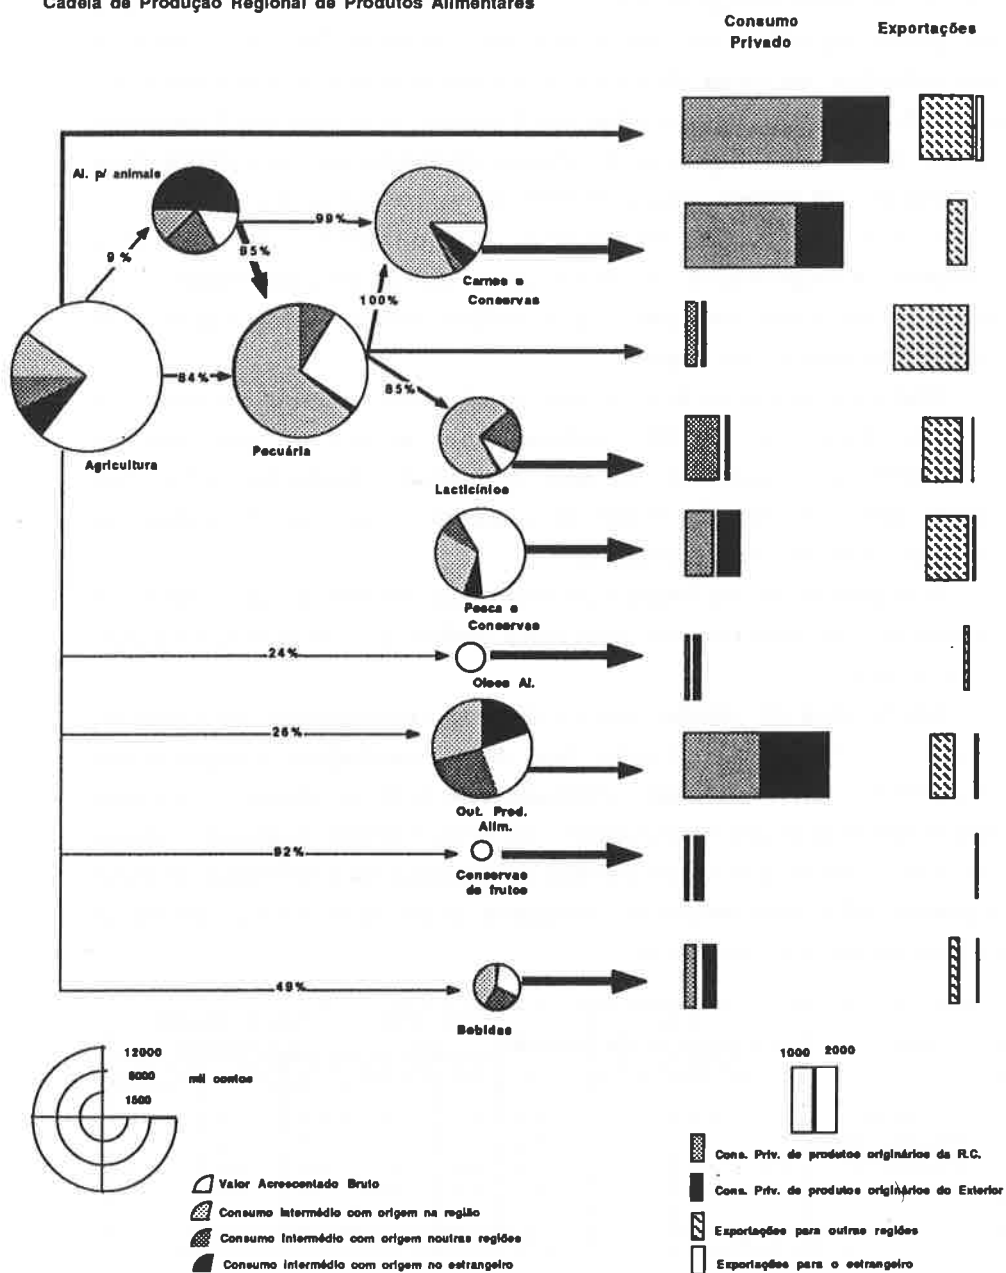 Cadeia de Produção Regional de Produtos Alimentares
Consumo
Privado
Exportações
Al. p/ animais
99%
9 %
85%
Carnes e
Conservas
100%
84%
85%
Agricultura
Pecuária
Lacticínios
Pesca e
Conservas
24%
Oleos Al.
26%
Out. Prod.
Alim.
92%
Conservas
de frutos
49%
Bebidas
12000
6000
mil contos
1500
1000
2000
Valor Acrescentado Bruto
Consumo Intermédio com origem na região
Consumo Intermédio com origem noutras regiões
Consumo Intermédio com origem no estrangeiro
Cons. Priv. de produtos originários da R.C.
Cons. Priv. de produtos originários do Exterior
Exportações para outras regiões
Exportações para o estrangeiro